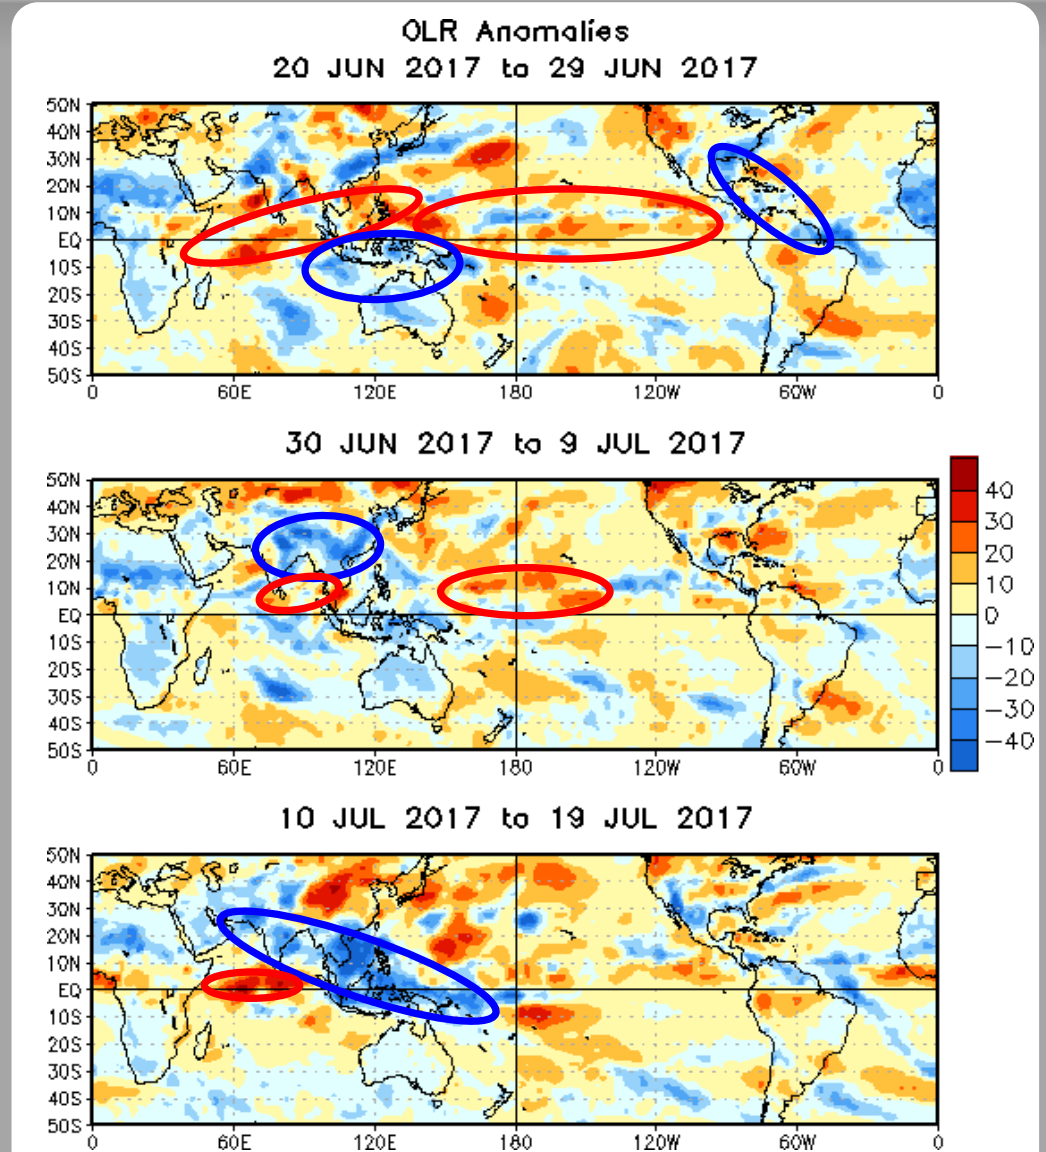 OLR Anomalies
20 JUN 2017 to 29 JUN 2017
50N
40N
30N
20N
10N
EQ
10S
20S
30S
40S
50S
0 60E 120E 180 120W 60W 0
30 JUN 2017 to 9 JUL 2017
50N
40N
30N
20N
10N
EQ
10S
20S
30S
40S
50S
0 60E 120E 180 120W 60W 0
40
30
20
10
0
−10
−20
−30
−40
10 JUL 2017 to 19 JUL 2017
50N
40N
30N
20N
10N
EQ
10S
20S
30S
40S
50S
0 60E 120E 180 120W 60W 0